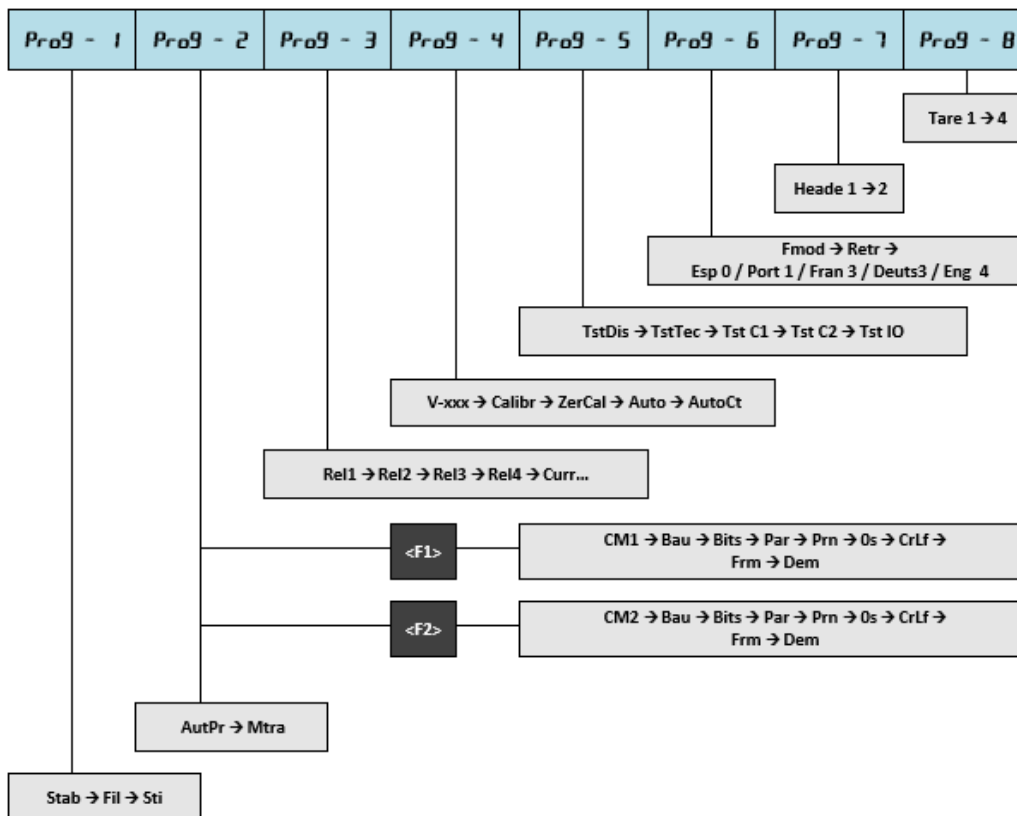 Prog - 1
Prog - 2
Prog - 3
Prog - 4
Prog - 5
Prog - 6
Prog - 7
Prog - 8
Tare 1 → 4
Heade 1 → 2
Fmod → Retr →
Esp 0 / Port 1 / Fran 3 / Deuts3 / Eng 4
TstDis → TstTec → Tst C1 → Tst C2 → Tst IO
V-xxx → Calibr → ZerCal → Auto → AutoCt
Rel1 → Rel2 → Rel3 → Rel4 → Curr...
<F1>
CM1 → Bau → Bits → Par → Prn → 0s → CrLf →
Frm → Dem
<F2>
CM2 → Bau → Bits → Par → Prn → 0s → CrLf →
Frm → Dem
AutPr → Mtra
Stab → Fil → Sti